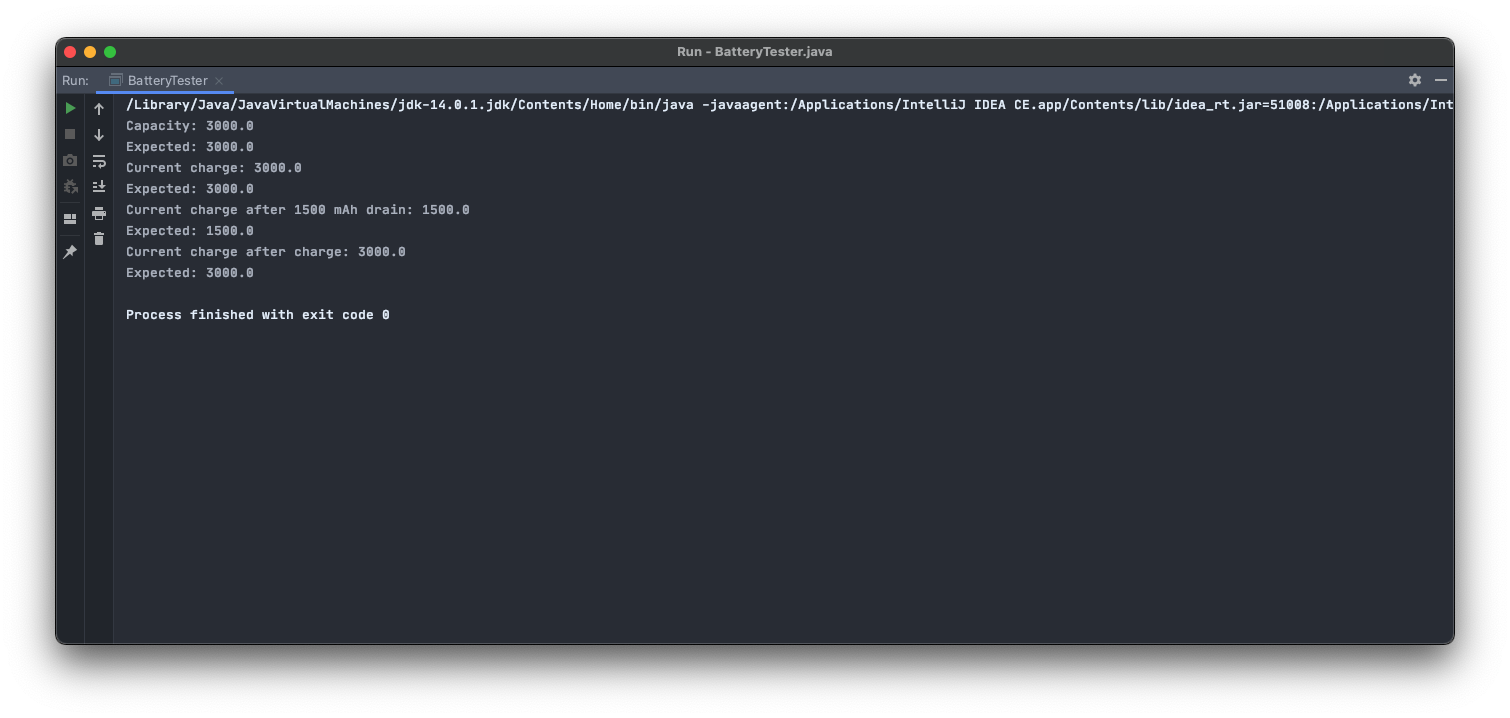 Run - BatteryTester.java
Run: BatteryTester
/Library/Java/JavaVirtualMachines/jdk-14.0.1.jdk/Contents/Home/bin/java -javaagent:/Applications/IntelliJ IDEA CE.app/Contents/lib/idea_rt.jar=51008:/Applications/Int
Capacity: 3000.0
Expected: 3000.0
Current charge: 3000.0
Expected: 3000.0
Current charge after 1500 mAh drain: 1500.0
Expected: 1500.0
Current charge after charge: 3000.0
Expected: 3000.0
Process finished with exit code 0